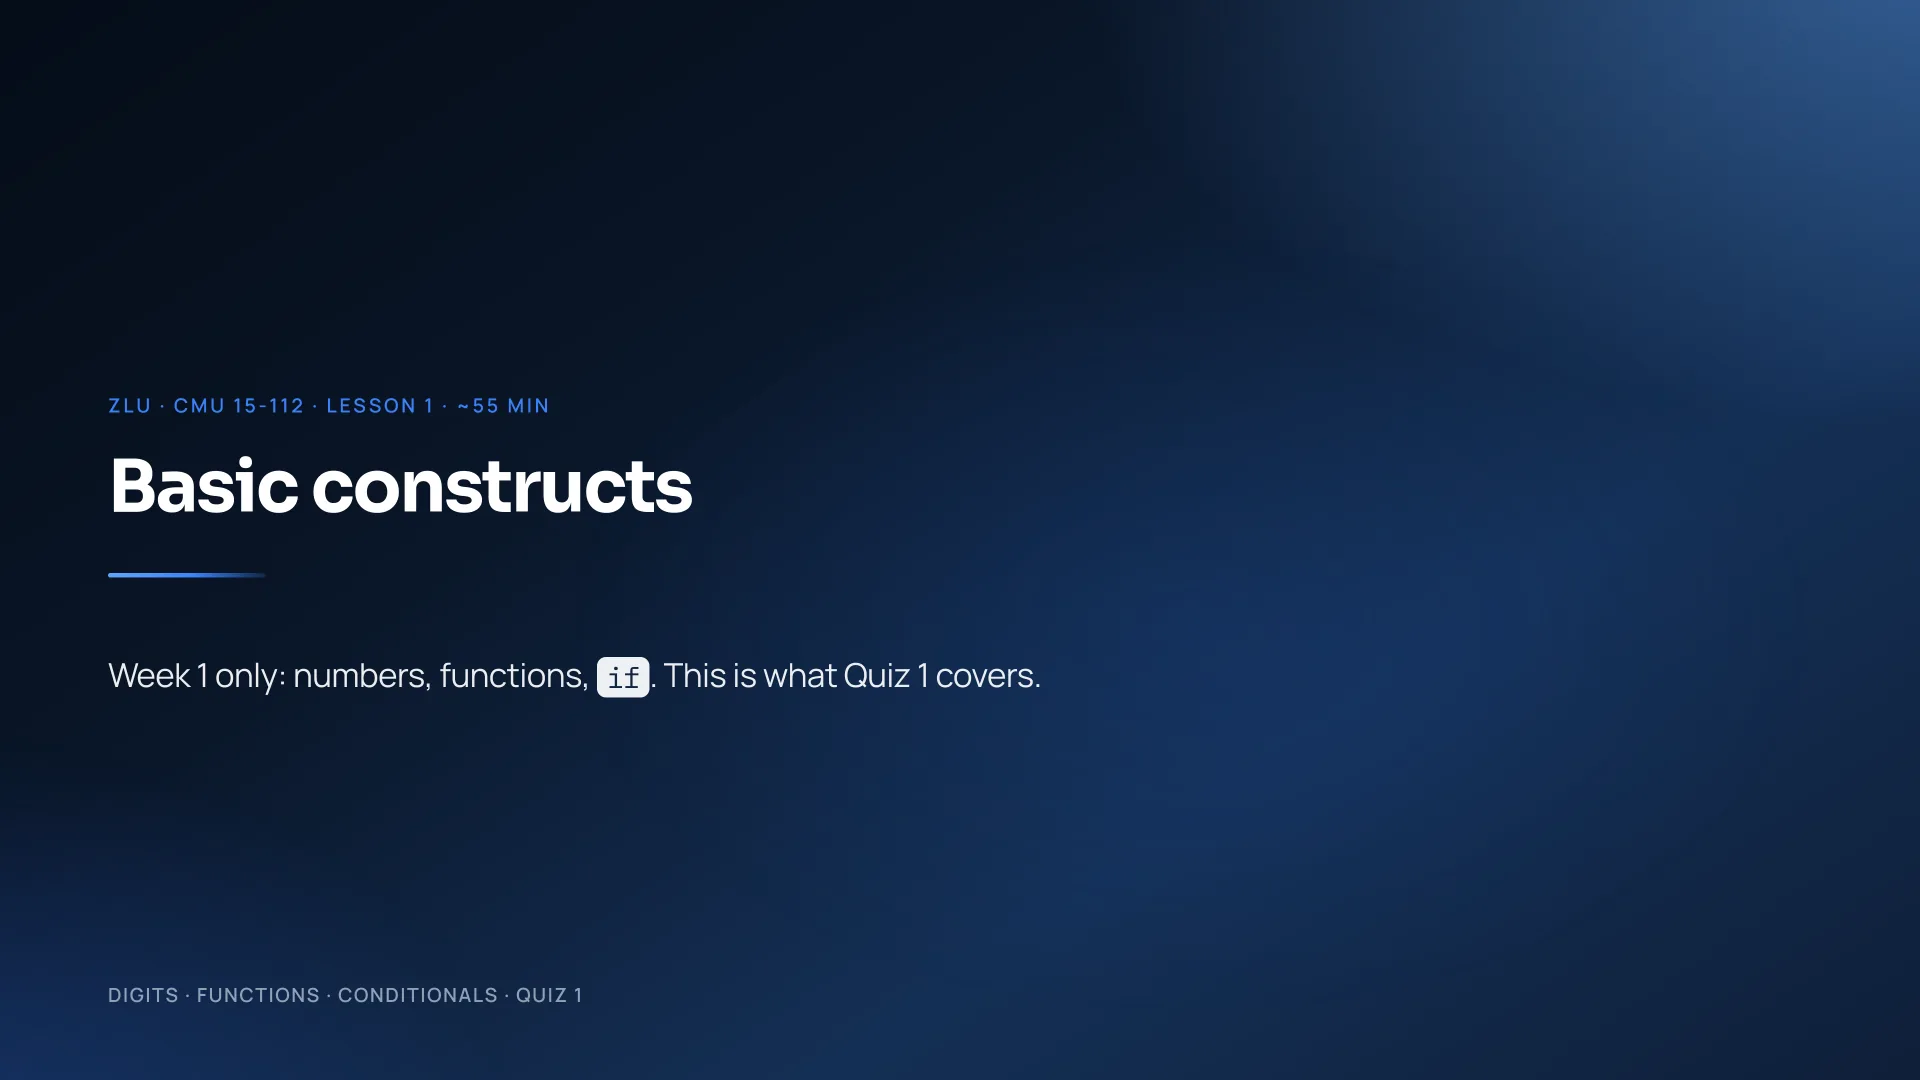 ZLU · CMU 15-112 · LESSON 1 · ~55 MIN
Basic constructs
Week 1 only: numbers, functions, if. This is what Quiz 1 covers.
DIGITS · FUNCTIONS · CONDITIONALS · QUIZ 1